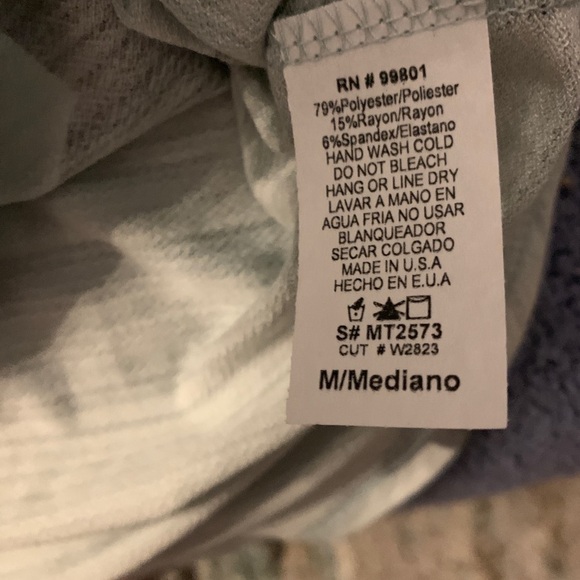 RN # 99801
79%Polyester/Poliester
15%Rayon/Rayon
6%Spandex/Elastano
HAND WASH COLD
DO NOT BLEACH
HANG OR LINE DRY
LAVAR A MANO EN
AGUA FRIA NO USAR
BLANQUEADOR
SECAR COLGADO
MADE IN U.S.A
HECHO EN E.U.A
S# MT2573
CUT # W2823
M/Mediano